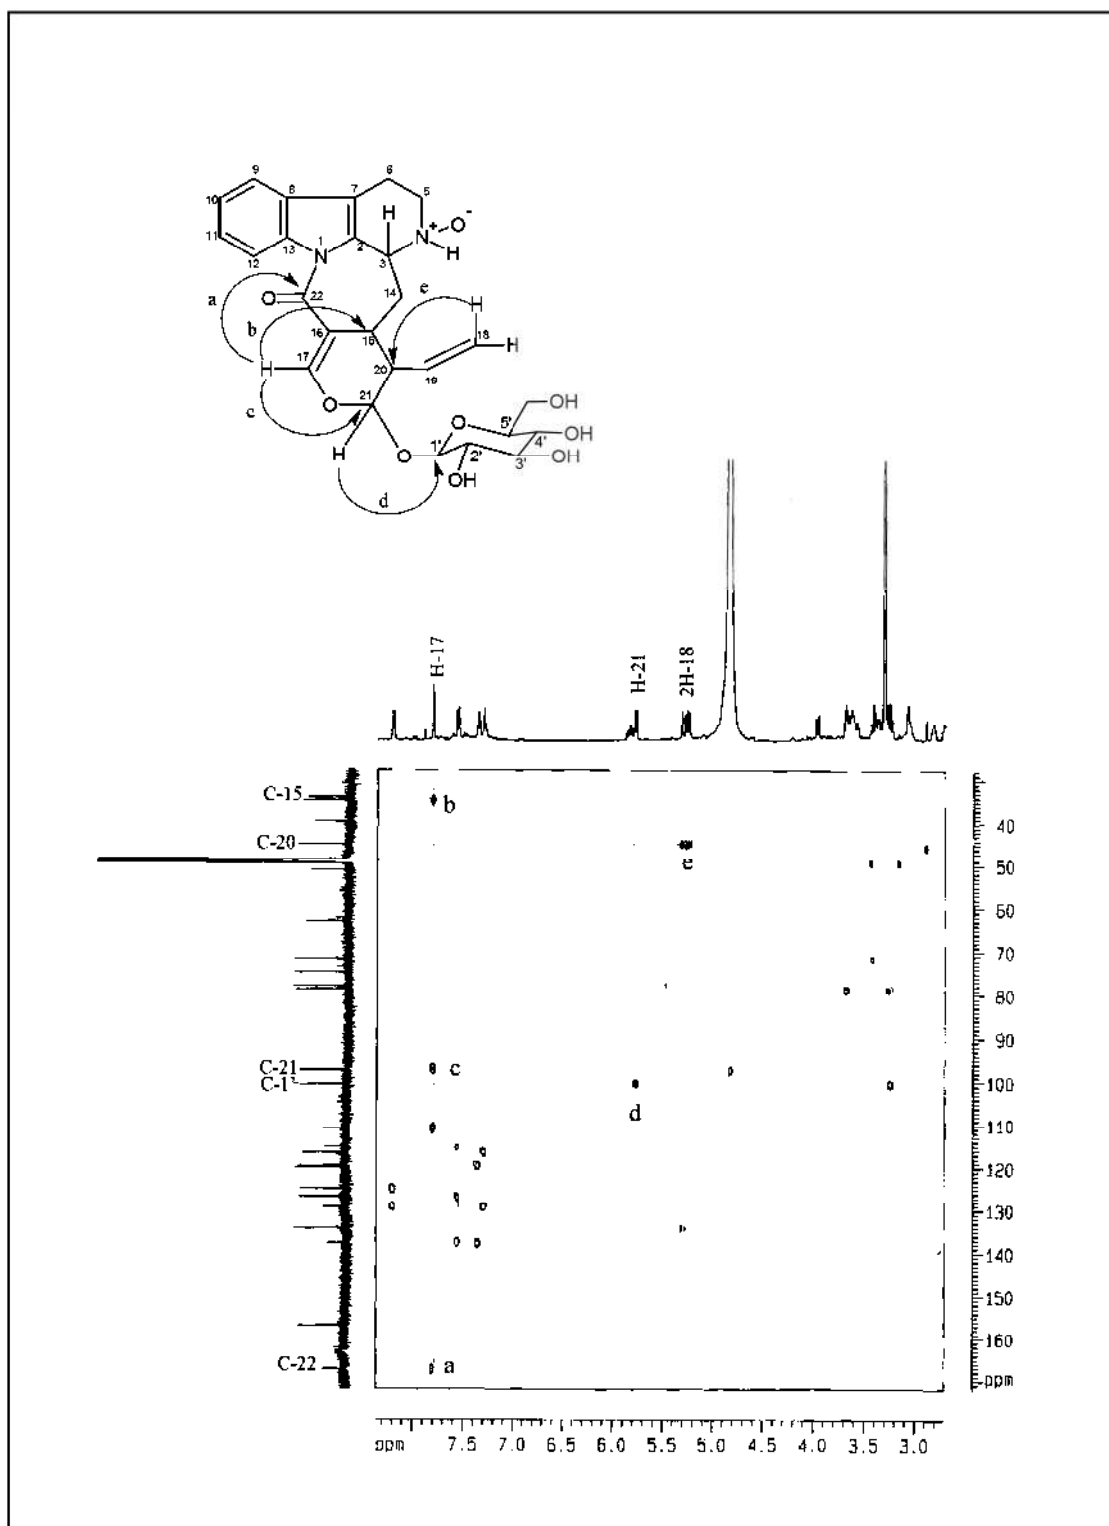 9
6
8
7
5
10
H
O-
11
N
1
N+
2
H
12
13
3
a
O
22
14
e
H
b
16
15
18
H
H
17
20
19
O
21
OH
c
5'
O
H
O
1'
4'
OH
2'
3'
OH
OH
d
H-17
H-21
2H-18
C-15
b
40
C-20
50
60
70
80
90
C-21
c
C-1'
100
d
110
120
130
140
150
160
C-22
a
ppm
ppm 7.5 7.0 6.5 6.0 5.5 5.0 4.5 4.0 3.5 3.0